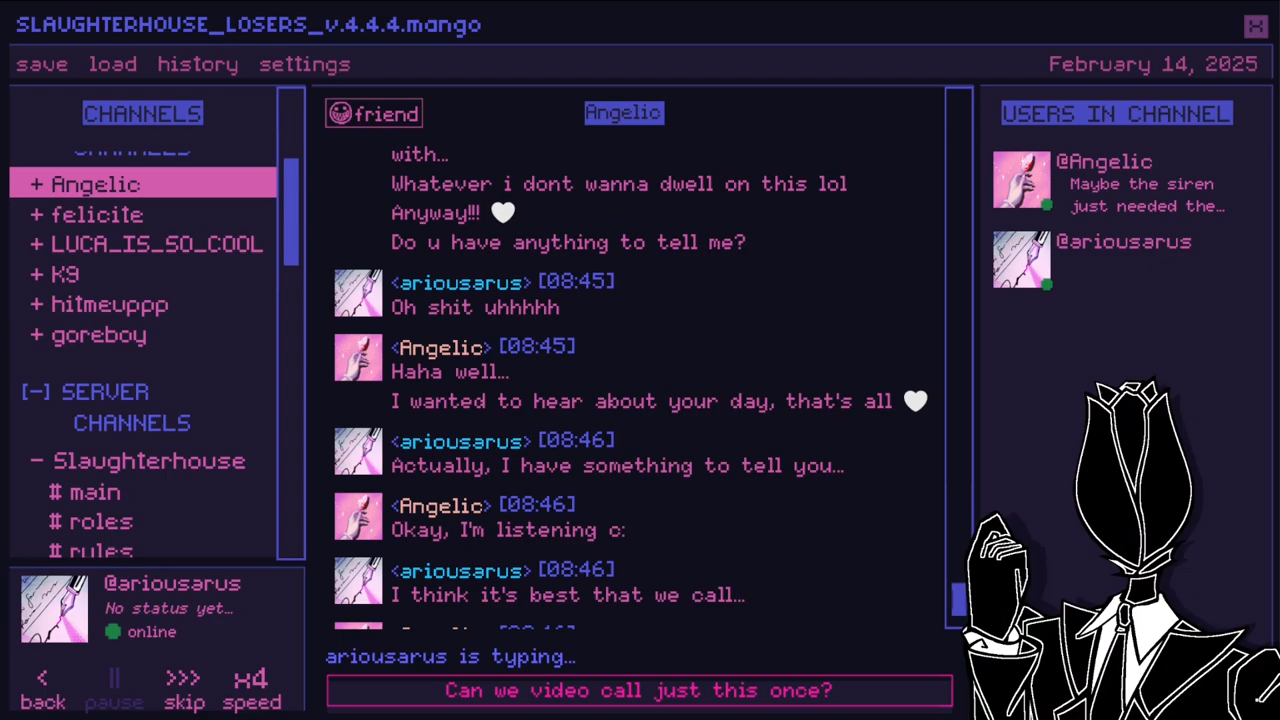 SLAUGHTERHOUSE_LOSERS_v.4.4.4.mango
x
save load history settings
February 14, 2025
CHANNELS
CHANNELS
+ Angelic
+ felicite
+ LUCA_IS_SO_COOL
+ K9
+ hitmeuppp
+ goreboy
[-] SERVER
CHANNELS
- Slaughterhouse
# main
# roles
# rules
@ariousarus
No status yet...
online
< || >>> x4
back pause skip speed
friend
Angelic
with...
Whatever i dont wanna dwell on this lol
Anyway!!! 🤍
Do u have anything to tell me?
<ariousarus> [08:45]
Oh shit uhhhhh
<Angelic> [08:45]
Haha well...
I wanted to hear about your day, that's all 🤍
<ariousarus> [08:46]
Actually, I have something to tell you...
<Angelic> [08:46]
Okay, I'm listening c:
<ariousarus> [08:46]
I think it's best that we call...
ariousarus is typing...
Can we video call just this once?
USERS IN CHANNEL
@Angelic
Maybe the siren
just needed the...
@ariousarus